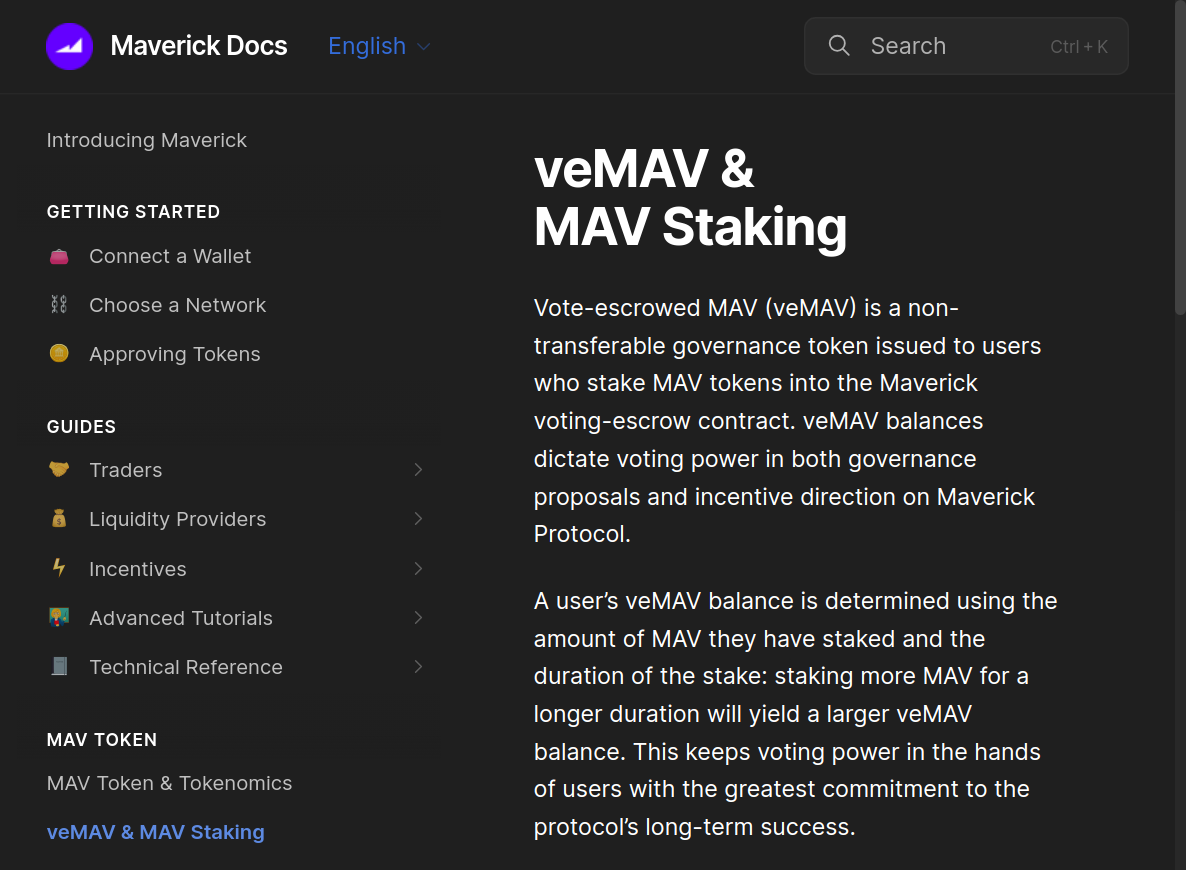 Maverick Docs
English
Search
Ctrl + K
Introducing Maverick
GETTING STARTED
Connect a Wallet
Choose a Network
Approving Tokens
GUIDES
Traders
Liquidity Providers
Incentives
Advanced Tutorials
Technical Reference
MAV TOKEN
MAV Token & Tokenomics
veMAV & MAV Staking
veMAV &
MAV Staking
Vote-escrowed MAV (veMAV) is a non-
transferable governance token issued to users
who stake MAV tokens into the Maverick
voting-escrow contract. veMAV balances
dictate voting power in both governance
proposals and incentive direction on Maverick
Protocol.
A user’s veMAV balance is determined using the
amount of MAV they have staked and the
duration of the stake: staking more MAV for a
longer duration will yield a larger veMAV
balance. This keeps voting power in the hands
of users with the greatest commitment to the
protocol’s long-term success.